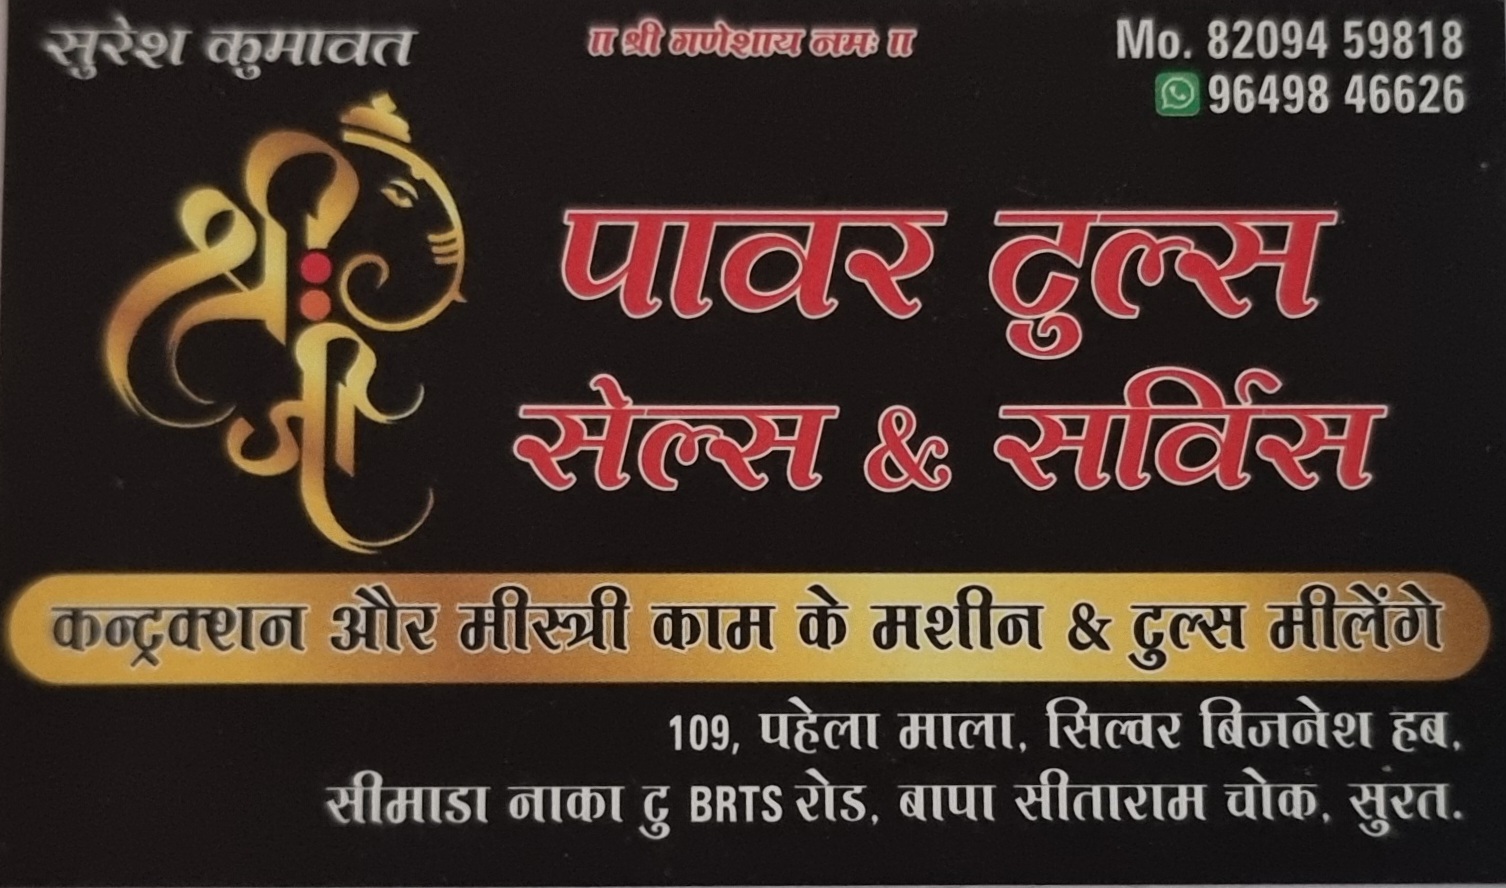 सुरेश कुमावत
॥ श्री गणेशाय नमः ॥
Mo. 82094 59818
96498 46626
श्री जी
पावर टुल्स
सेल्स & सर्विस
कन्ट्रक्शन और मीस्त्री काम के मशीन & टुल्स मीलेंगे
109, पहेला माला, सिल्वर बिजनेश हब,
सीमाडा नाका टु BRTS रोड, बापा सीताराम चोक, सुरत.